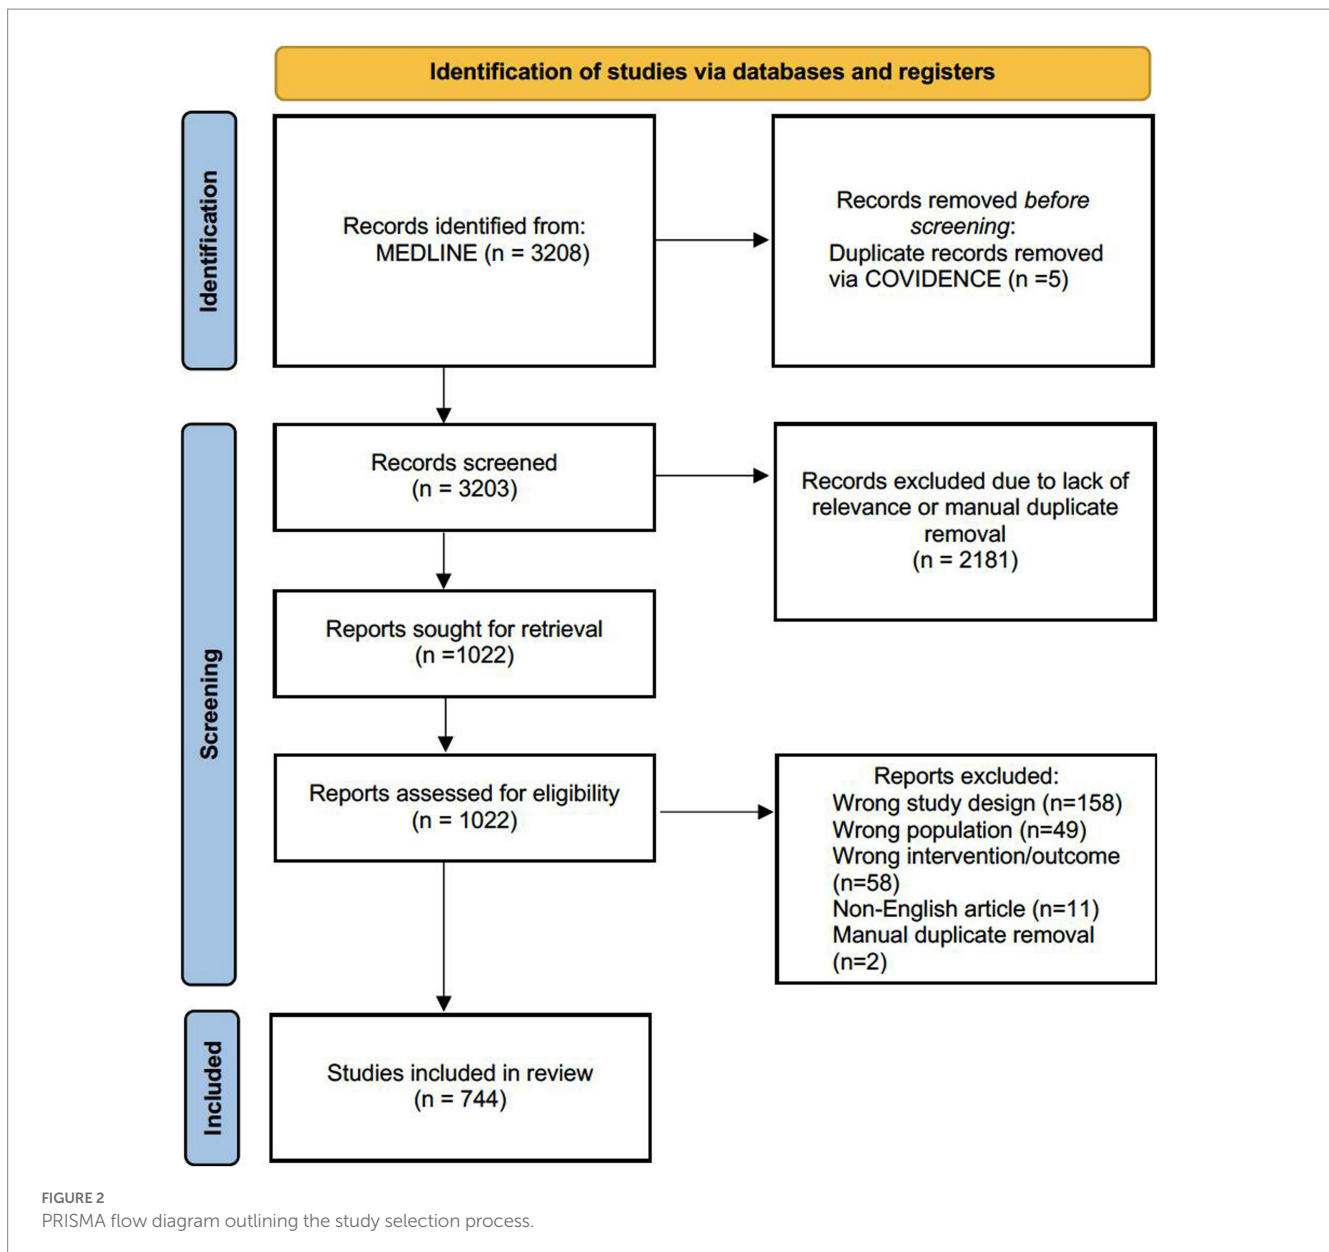 Identification of studies via databases and registers
Identification
Records identified from:
MEDLINE (n = 3208)
Records removed before
screening:
Duplicate records removed
via COVIDENCE (n =5)
Screening
Records screened
(n = 3203)
Records excluded due to lack of
relevance or manual duplicate
removal
(n = 2181)
Reports sought for retrieval
(n =1022)
Reports assessed for eligibility
(n = 1022)
Reports excluded:
Wrong study design (n=158)
Wrong population (n=49)
Wrong intervention/outcome
(n=58)
Non-English article (n=11)
Manual duplicate removal
(n=2)
Included
Studies included in review
(n = 744)
FIGURE 2
PRISMA flow diagram outlining the study selection process.